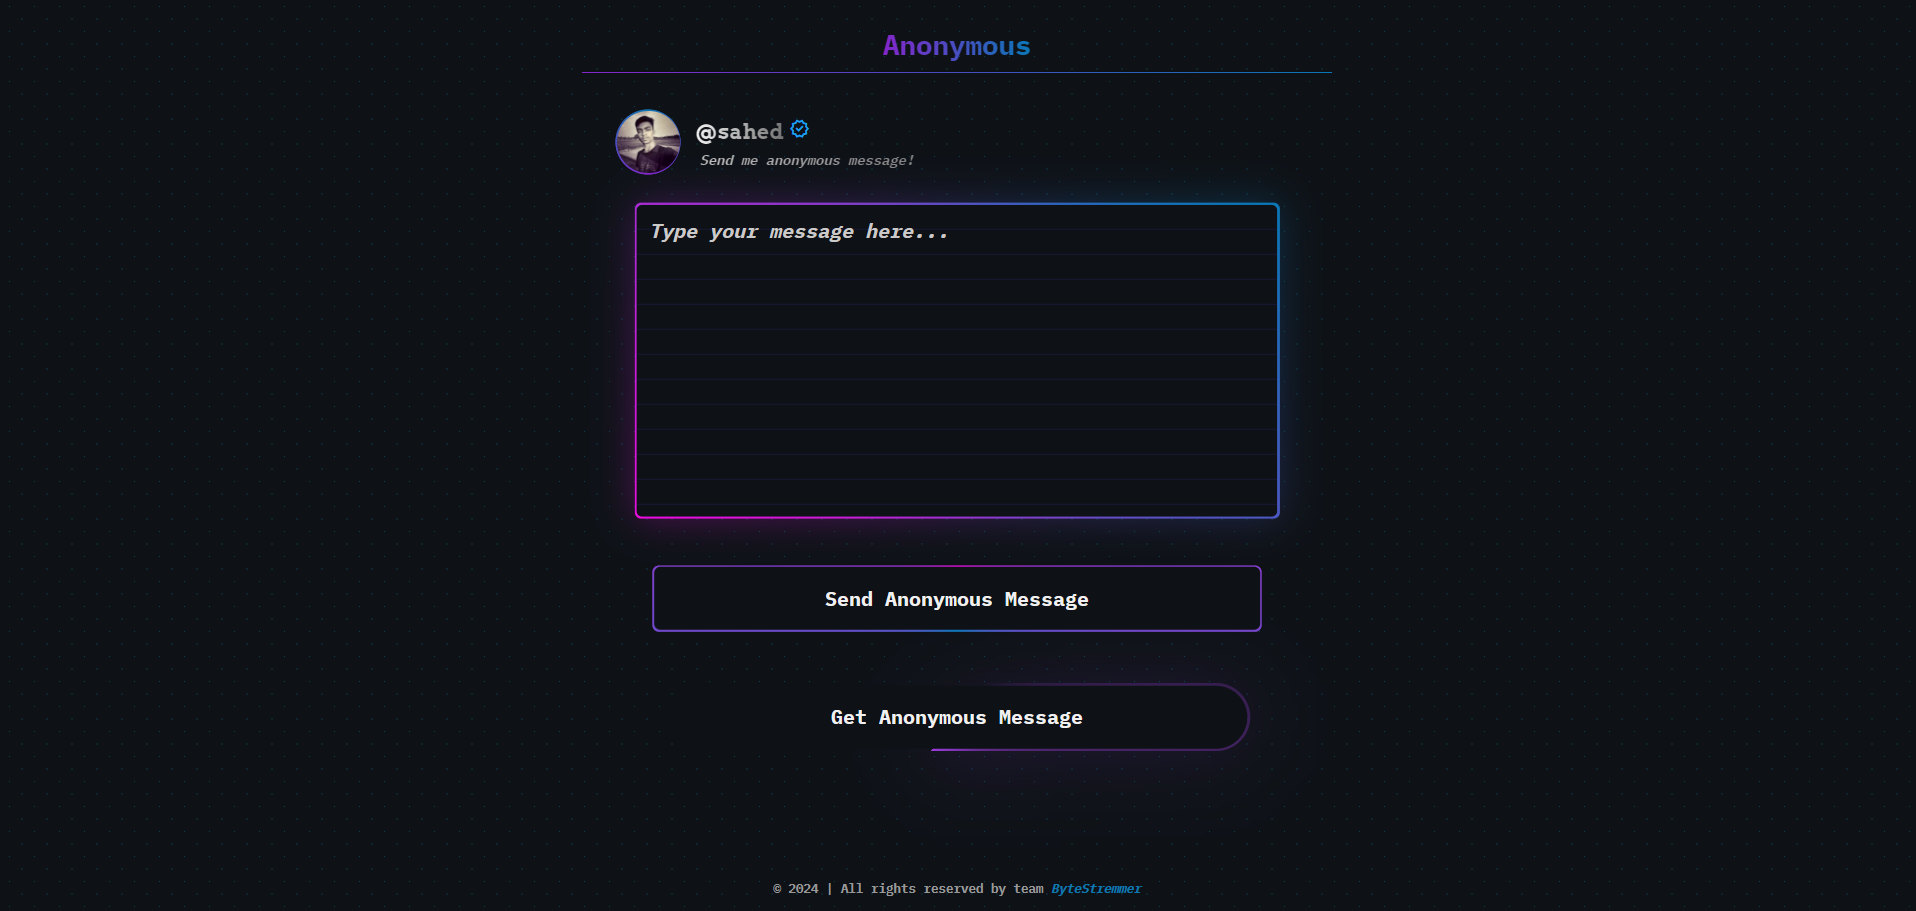 Anonymous
@sahed
Send me anonymous message!
Type your message here...
Send Anonymous Message
Get Anonymous Message
© 2024 | All rights reserved by team ByteStremmer